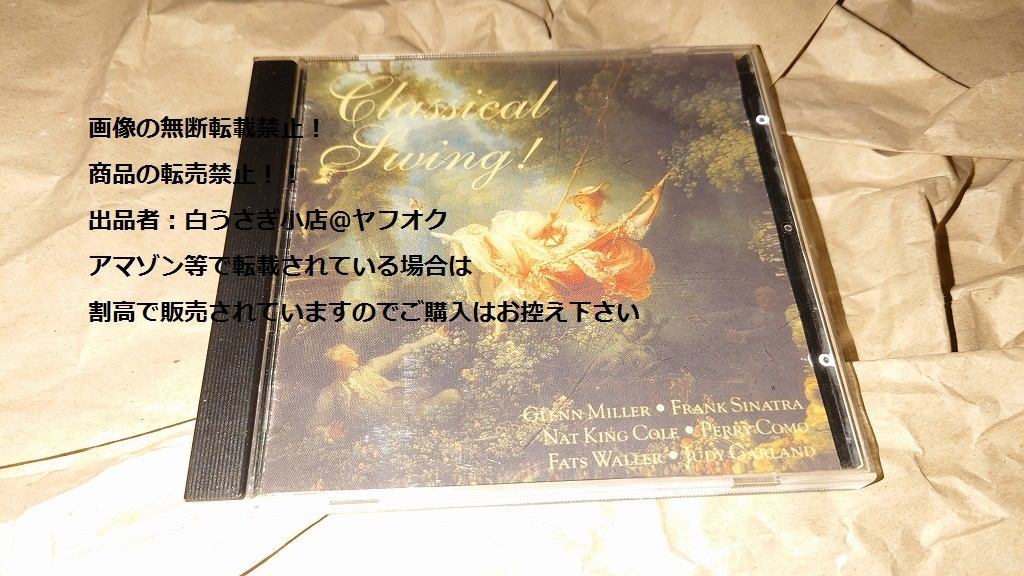 Classical
Swing!
画像の無断転載禁止！
商品の転売禁止！！
出品者：白うさぎ小店@ヤフオク
アマゾン等で転載されている場合は
割高で販売されていますのでご購入はお控え下さい
GLENN MILLER • FRANK SINATRA
NAT KING COLE • PERRY COMO
FATS WALLER • JUDY GARLAND